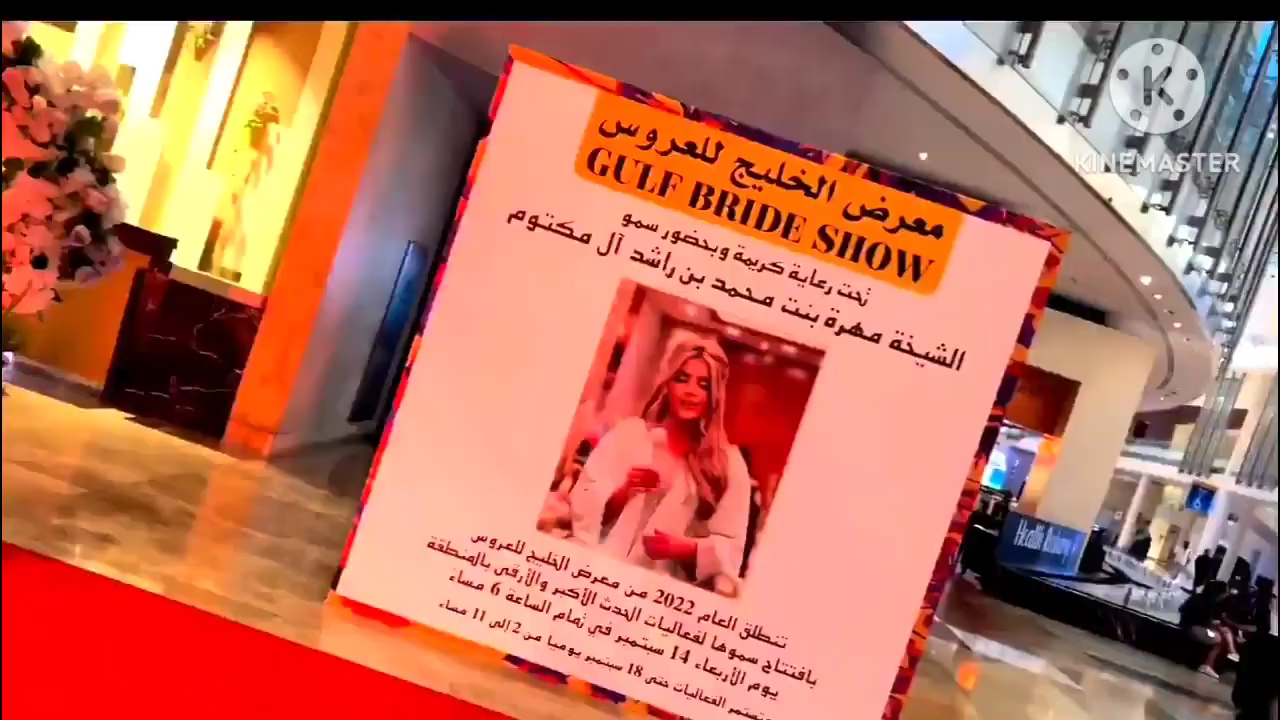 معرض الخليج للعروس
GULF BRIDE SHOW
تحت رعاية كريمة وبحضور سمو
الشيخة مهرة بنت محمد بن راشد آل مكتوم
تنطلق العام 2022 من معرض الخليج للعروس
بافتتاح سموها لفعاليات الحدث الأكبر والأرقى بالمنطقة
يوم الأربعاء 14 سبتمبر في تمام الساعة 6 مساءً
وتستمر الفعاليات حتى 18 سبتمبر يوميا من 2 إلى 11 مساء
KINEMASTER